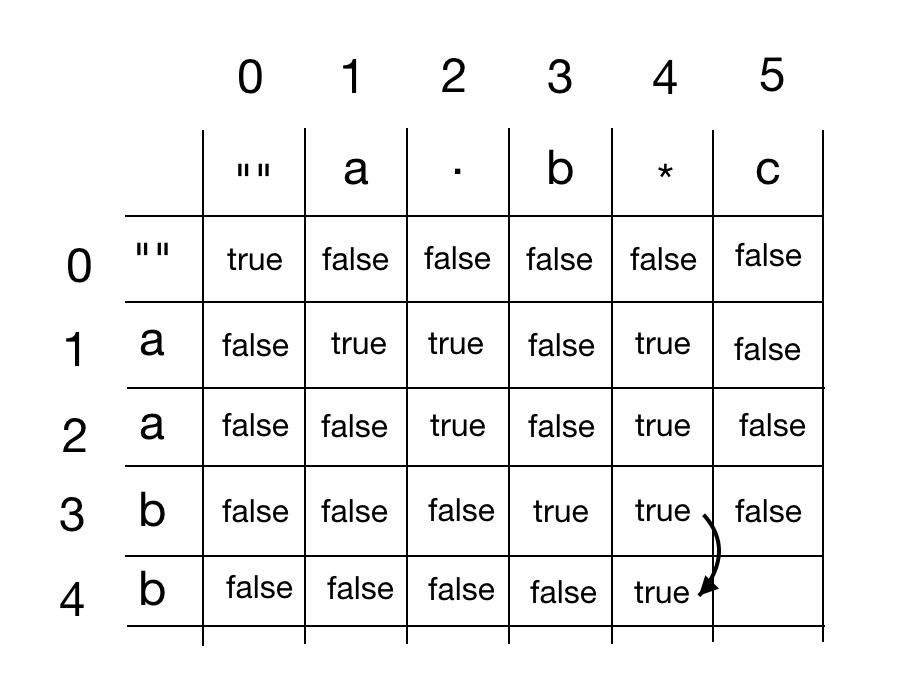 0 1 2 3 4 5
"" a . b * c
0 "" true false false false false false
1 a false true true false true false
2 a false false true false true false
3 b false false false true true false
4 b false false false false true